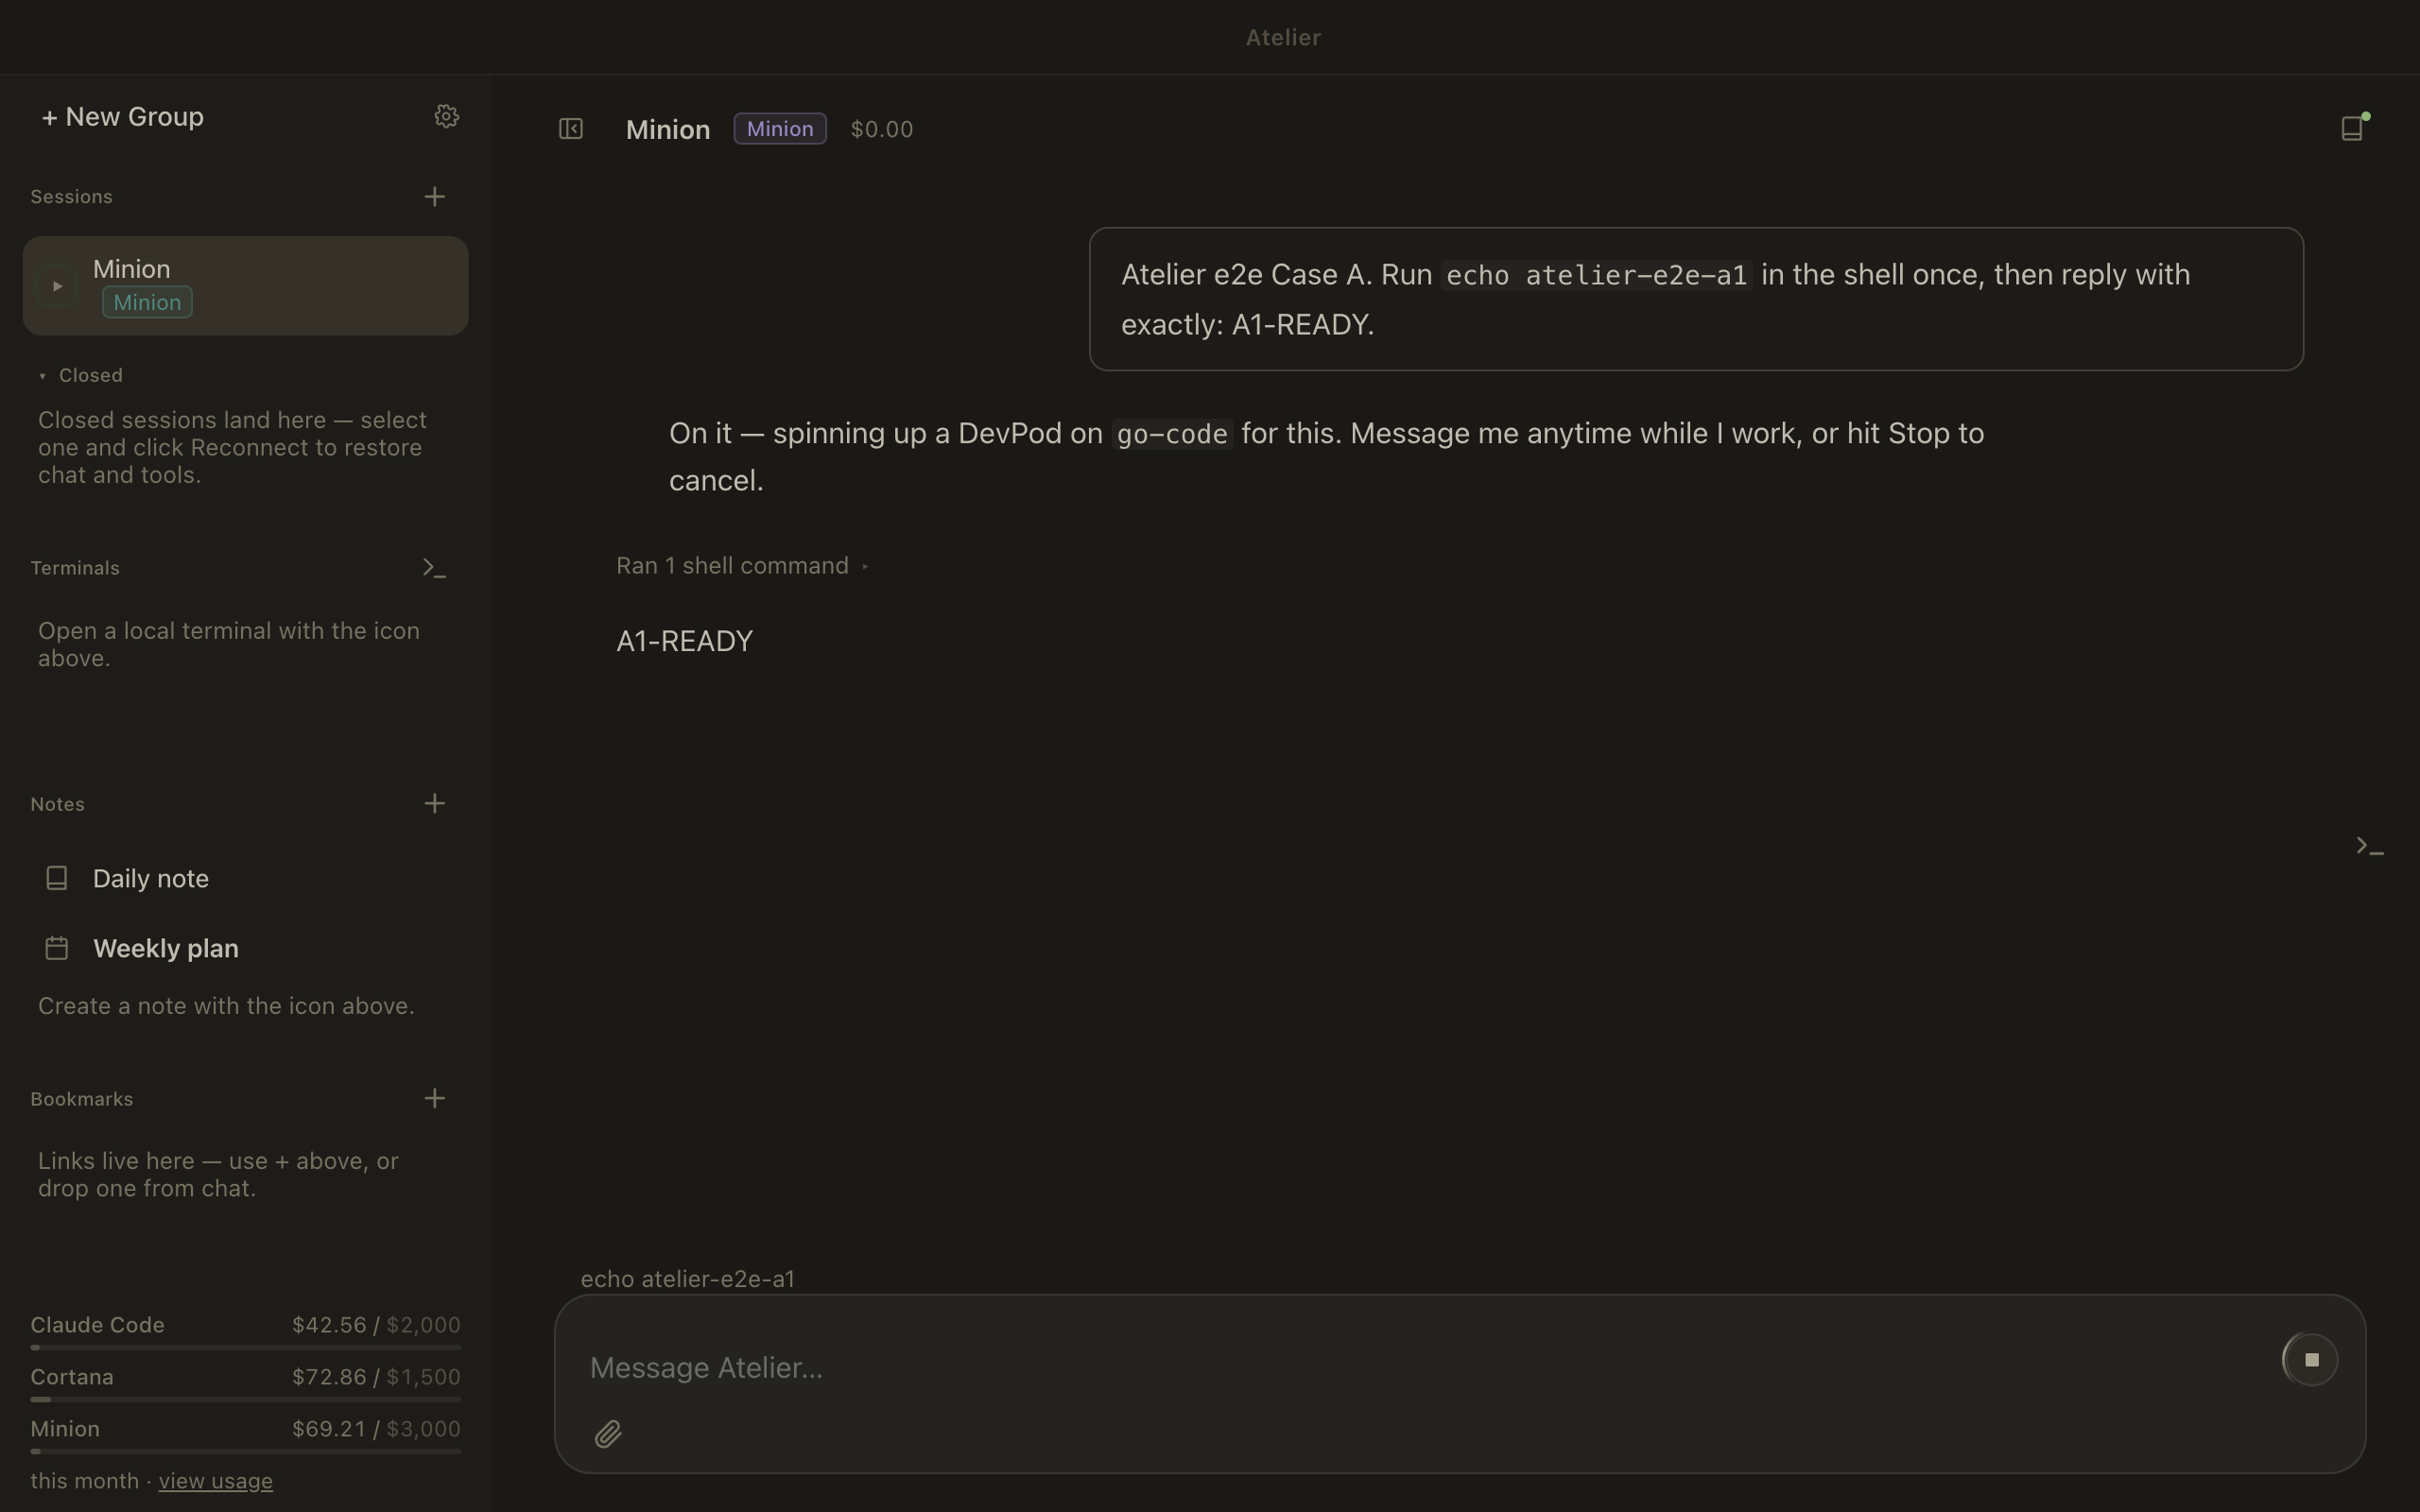 Atelier
+ New Group
Sessions
Minion
Minion
Closed
Closed sessions land here — select
one and click Reconnect to restore
chat and tools.
Terminals
Open a local terminal with the icon
above.
Notes
Daily note
Weekly plan
Create a note with the icon above.
Bookmarks
Links live here — use + above, or
drop one from chat.
Claude Code $42.56 / $2,000
Cortana $72.86 / $1,500
Minion $69.21 / $3,000
this month · view usage
Minion Minion $0.00
Atelier e2e Case A. Run echo atelier-e2e-a1 in the shell once, then reply with
exactly: A1-READY.
On it — spinning up a DevPod on go-code for this. Message me anytime while I work, or hit Stop to
cancel.
Ran 1 shell command
A1-READY
echo atelier-e2e-a1
Message Atelier...